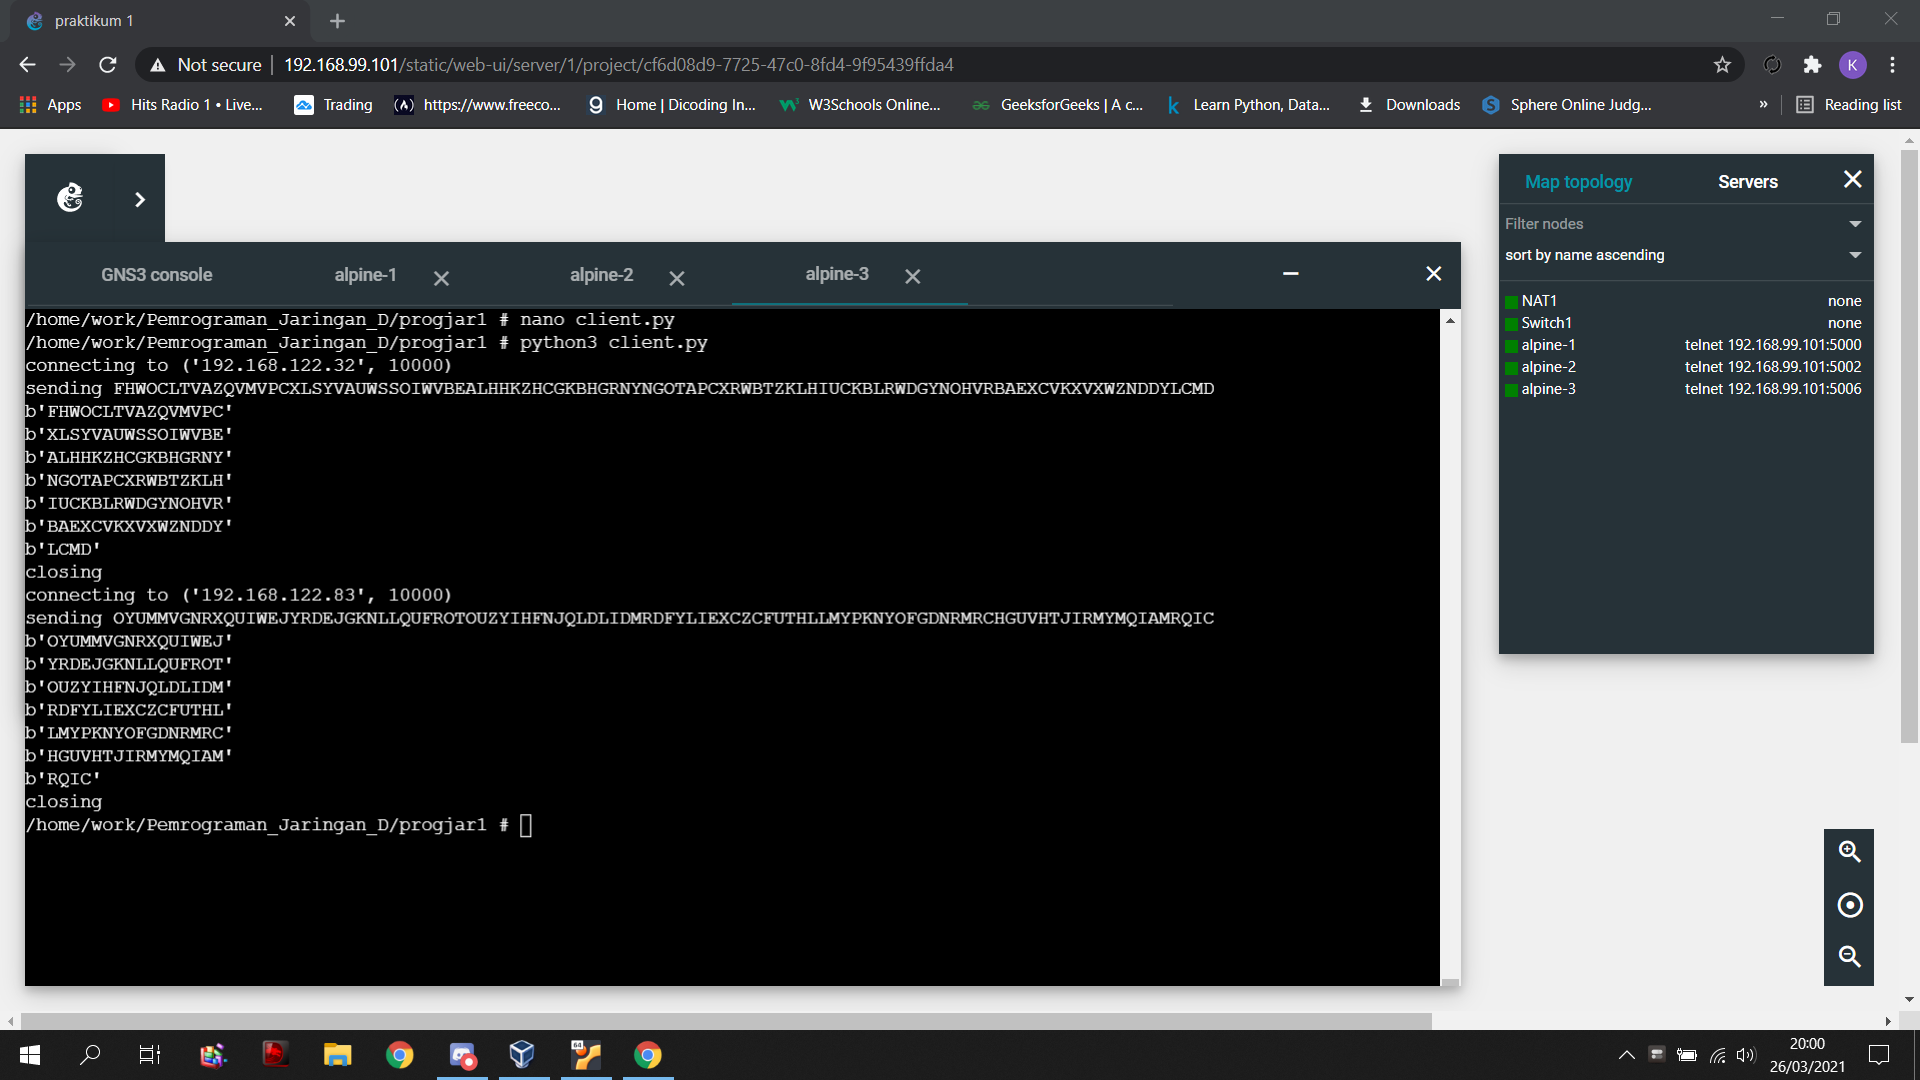 praktikum 1
Not secure
192.168.99.101/static/web-ui/server/1/project/cf6d08d9-7725-47c0-8fd4-9f95439ffda4
K
Apps
Hits Radio 1 • Live...
Trading
https://www.freeco...
Home | Dicoding In...
W3Schools Online...
GeeksforGeeks | A c...
Learn Python, Data...
Downloads
Sphere Online Judg...
»
Reading list
Map topology
Servers
Filter nodes
sort by name ascending
NAT1 none
Switch1 none
alpine-1 telnet 192.168.99.101:5000
alpine-2 telnet 192.168.99.101:5002
alpine-3 telnet 192.168.99.101:5006
GNS3 console
alpine-1
alpine-2
alpine-3
/home/work/Pemrograman_Jaringan_D/progjar1 # nano client.py
/home/work/Pemrograman_Jaringan_D/progjar1 # python3 client.py
connecting to ('192.168.122.32', 10000)
sending FHWOCLTVAZQVMVPCXLSYVAUWSSOIWVBEALHHKZHCGKBHGRNYNGOTAPCXRWBTZKLHIUCKBLRWDGYNOHVRBAEXCVKXVXWZNDDYLCMD
b'FHWOCLTVAZQVMVPC'
b'XLSYVAUWSSOIWVBE'
b'ALHHKZHCGKBHGRNY'
b'NGOTAPCXRWBTZKLH'
b'IUCKBLRWDGYNOHVR'
b'BAEXCVKXVXWZNDDY'
b'LCMD'
closing
connecting to ('192.168.122.83', 10000)
sending OYUMMVGNRXQUIWEJYRDEJGKNLLQUFROTOUZYIHFNJQLDLIDMRDFYLIEXCZCFUTHLLMYPKNYOFGDNRMRCHGUVHTJIRMYMQIAMRQIC
b'OYUMMVGNRXQUIWEJ'
b'YRDEJGKNLLQUFROT'
b'OUZYIHFNJQLDLIDM'
b'RDFYLIEXCZCFUTHL'
b'LMYPKNYOFGDNRMRC'
b'HGUVHTJIRMYMQIAM'
b'RQIC'
closing
/home/work/Pemrograman_Jaringan_D/progjar1 #
64
20:00
26/03/2021